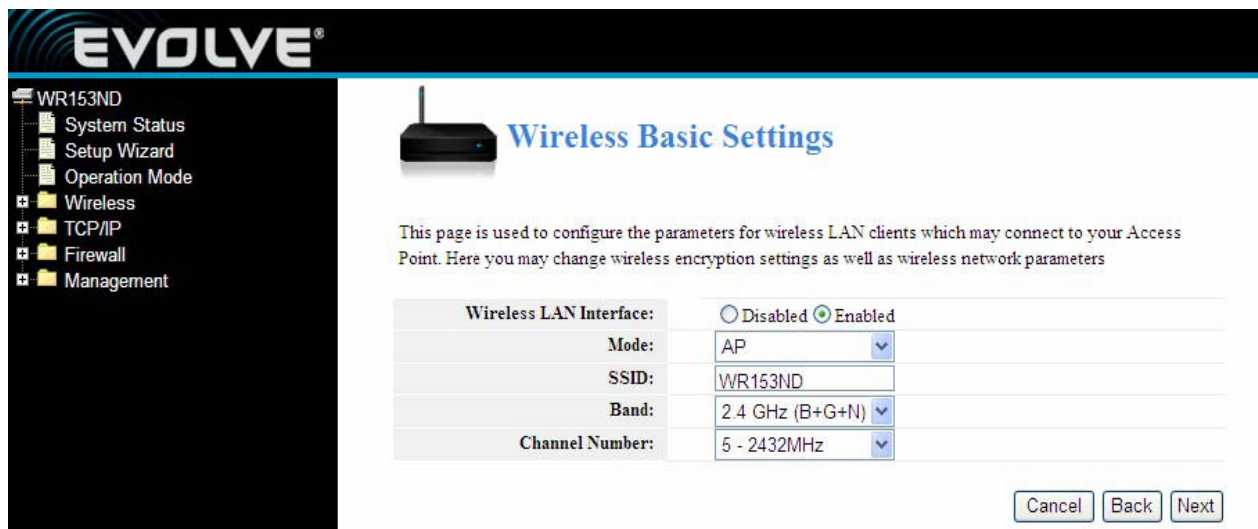 EVOLVE®
WR153ND
System Status
Setup Wizard
Operation Mode
Wireless
TCP/IP
Firewall
Management
Wireless Basic Settings
This page is used to configure the parameters for wireless LAN clients which may connect to your Access
Point. Here you may change wireless encryption settings as well as wireless network parameters
Wireless LAN Interface: Disabled Enabled
Mode: AP
SSID: WR153ND
Band: 2.4 GHz (B+G+N)
Channel Number: 5 - 2432MHz
Cancel Back Next